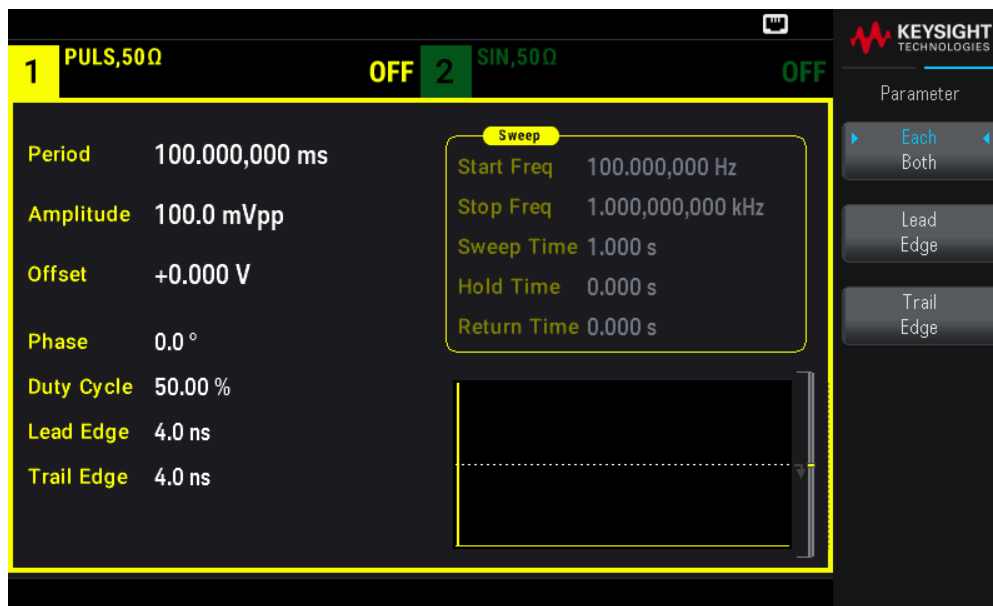 KEYSIGHT
TECHNOLOGIES
1 PULS,50Ω OFF 2 SIN,50Ω OFF
Parameter
Period 100.000,000 ms
Amplitude 100.0 mVpp
Offset +0.000 V
Phase 0.0 °
Duty Cycle 50.00 %
Lead Edge 4.0 ns
Trail Edge 4.0 ns
Sweep
Start Freq 100.000,000 Hz
Stop Freq 1.000,000,000 kHz
Sweep Time 1.000 s
Hold Time 0.000 s
Return Time 0.000 s
Each
Both
Lead
Edge
Trail
Edge